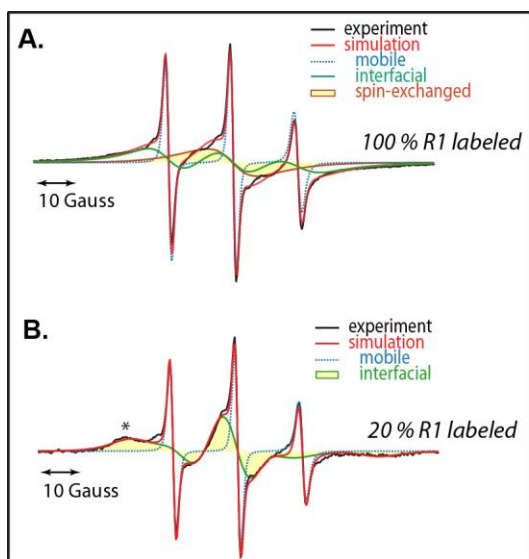 A.
experiment
simulation
mobile
interfacial
spin-exchanged
100 % R1 labeled
10 Gauss
B.
experiment
simulation
mobile
interfacial
*
20 % R1 labeled
10 Gauss